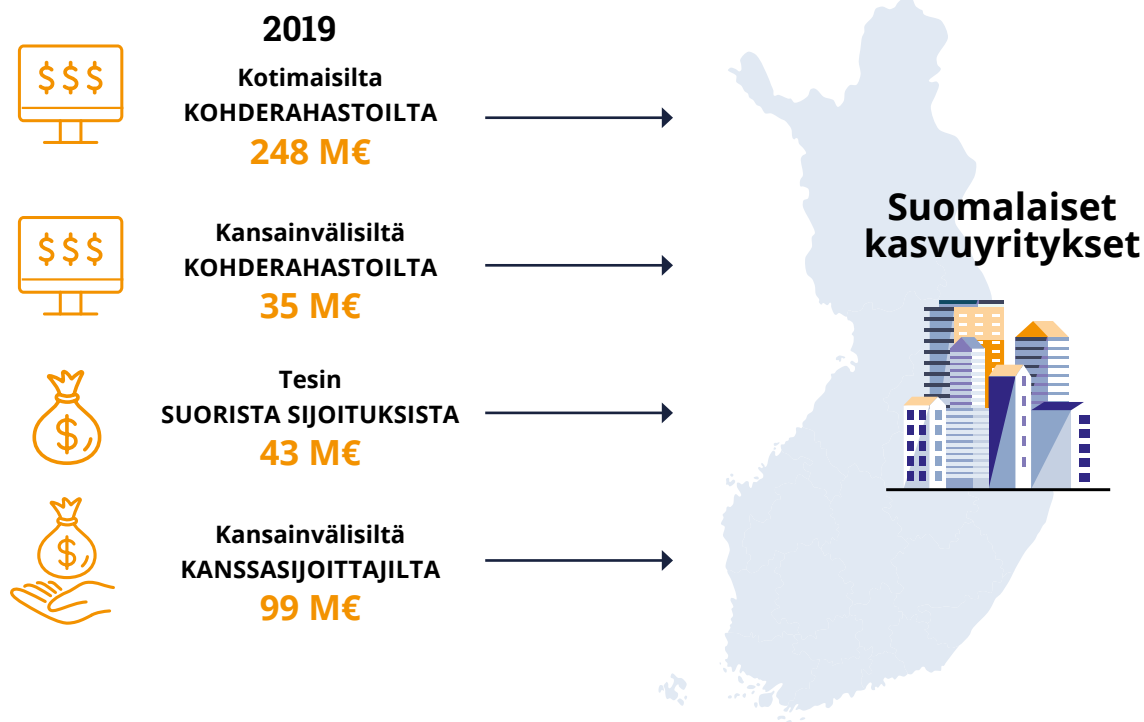 2019
Kotimaisilta
KOHDERAHASTOILTA
248 M€
Kansainvälisiltä
KOHDERAHASTOILTA
35 M€
Tesin
SUORISTA SIJOITUKSISTA
43 M€
Kansainvälisiltä
KANSSASIJOITTAJILTA
99 M€
Suomalaiset
kasvuyritykset
$$$
$$$
$
$